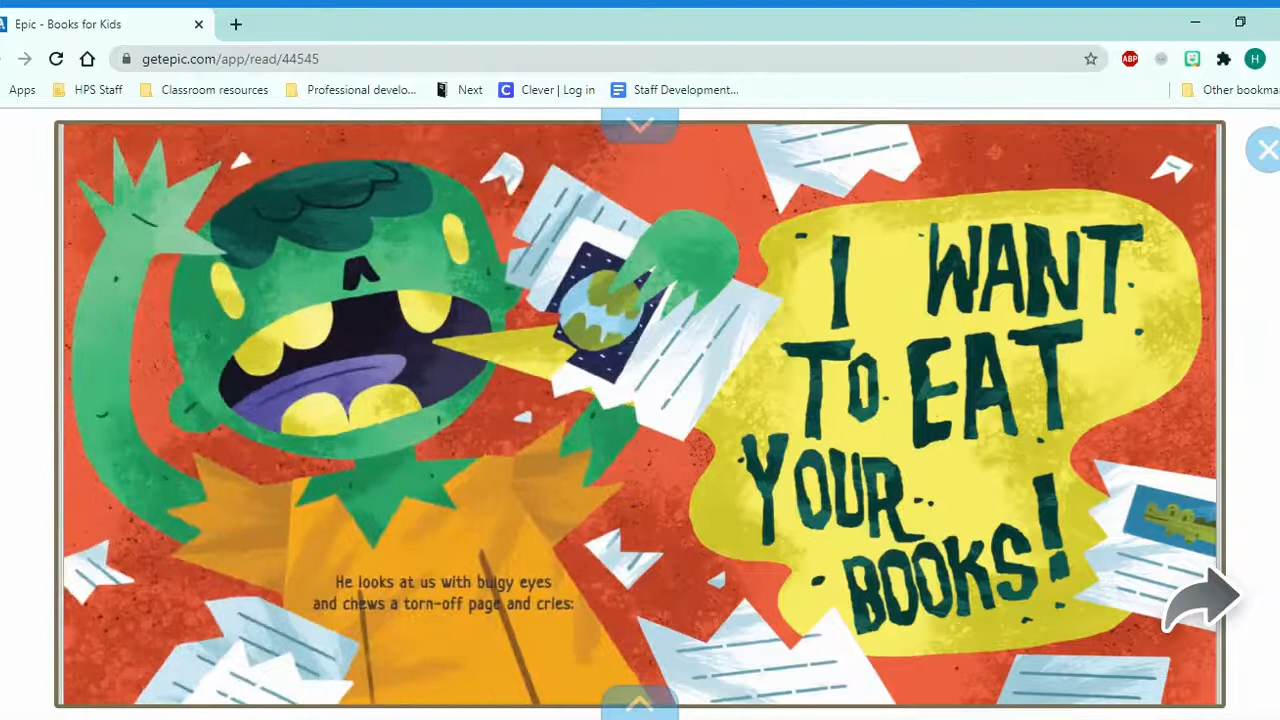 Epic - Books for Kids
getepic.com/app/read/44545
ABP
H
Apps
HPS Staff
Classroom resources
Professional develo...
Next
Clever | Log in
Staff Development...
Other bookma
I WANT
TO EAT
YOUR
BOOKS!
He looks at us with bulgy eyes
and chews a torn-off page and cries: